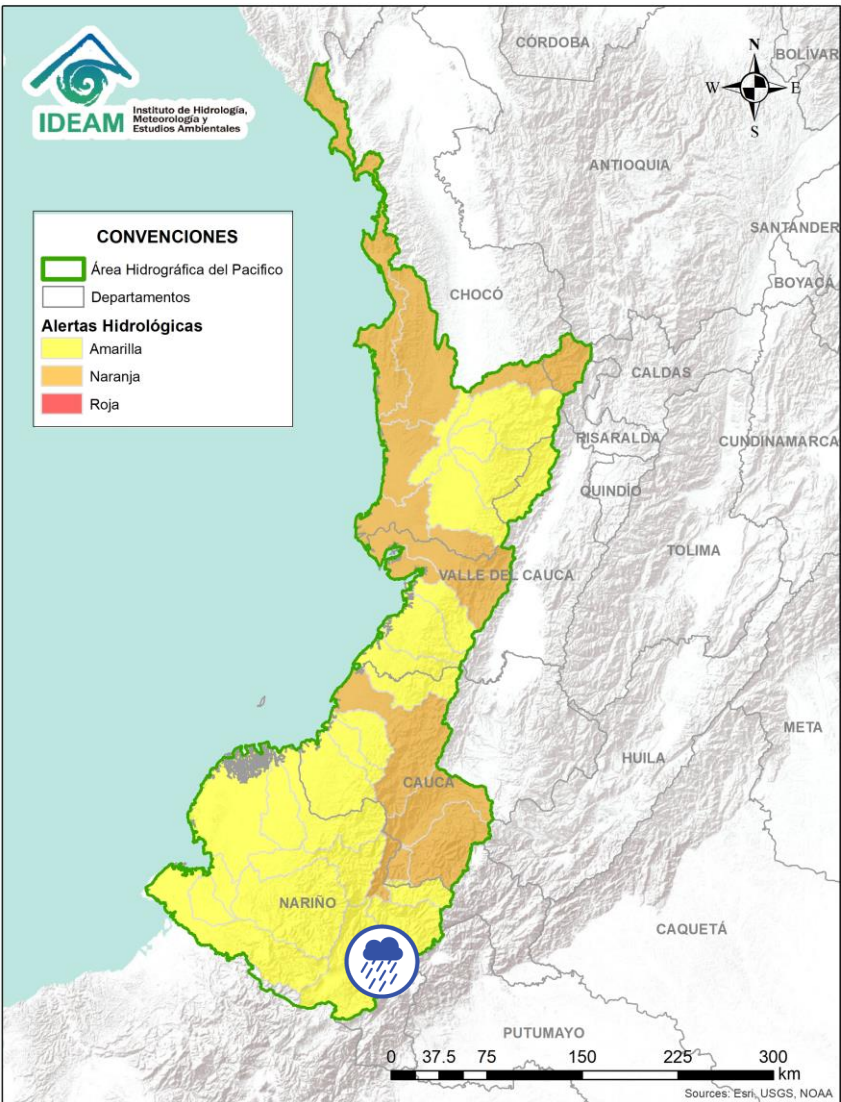 IDEAM
Instituto de Hidrología,
Meteorología y
Estudios Ambientales
N
W
E
S
CÓRDOBA
BOLÍVAR
ANTIOQUIA
SANTANDER
BOYACÁ
CHOCÓ
CALDAS
RISARALDA
CUNDINAMARCA
QUINDÍO
TOLIMA
VALLE DEL CAUCA
META
HUILA
CAUCA
NARIÑO
CAQUETÁ
PUTUMAYO
CONVENCIONES
Área Hidrográfica del Pacifico
Departamentos
Alertas Hidrológicas
Amarilla
Naranja
Roja
0 37.5 75 150 225 300
km
Sources: Esri, USGS, NOAA